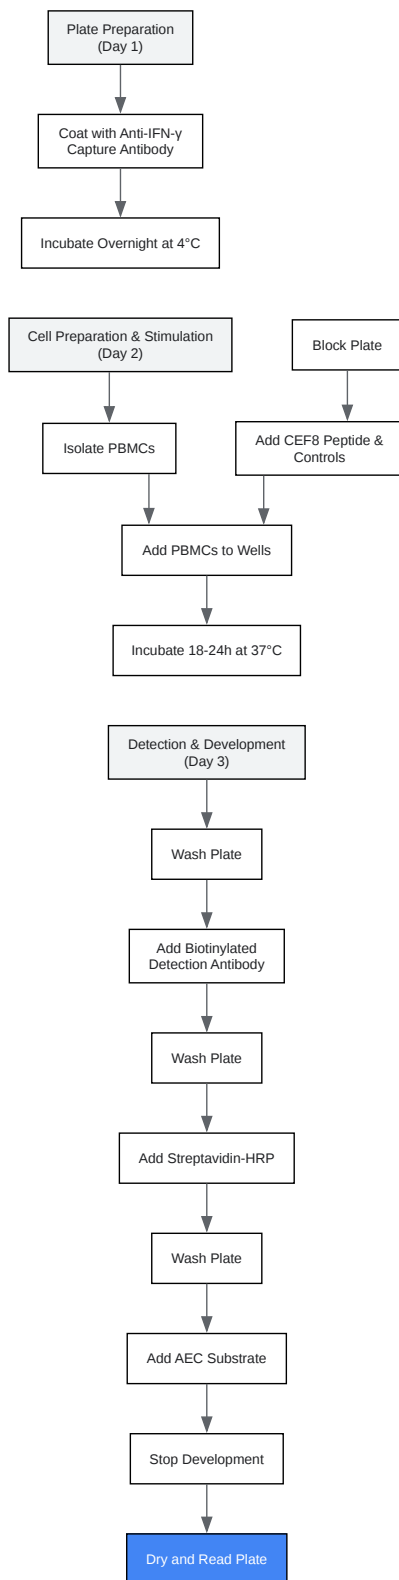 Plate Preparation
(Day 1)
Coat with Anti-IFN-γ
Capture Antibody
Incubate Overnight at 4°C
Cell Preparation & Stimulation
(Day 2)
Block Plate
Isolate PBMCs
Add CEF8 Peptide &
Controls
Add PBMCs to Wells
Incubate 18-24h at 37°C
Detection & Development
(Day 3)
Wash Plate
Add Biotinylated
Detection Antibody
Wash Plate
Add Streptavidin-HRP
Wash Plate
Add AEC Substrate
Stop Development
Dry and Read Plate